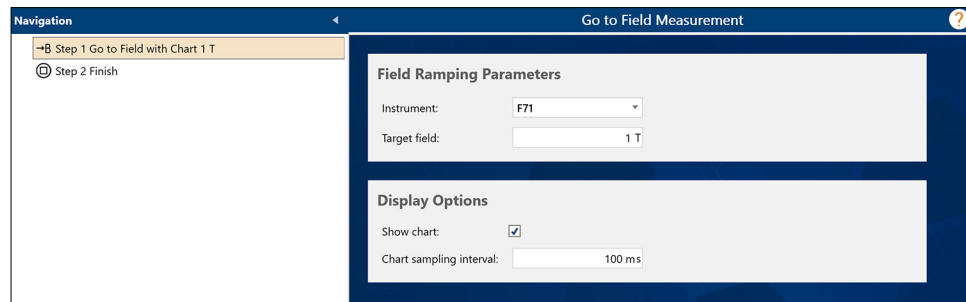 Navigation
Go to Field Measurement
?
→B Step 1 Go to Field with Chart 1 T
Step 2 Finish
Field Ramping Parameters
Instrument: F71
Target field: 1 T
Display Options
Show chart:
Chart sampling interval: 100 ms